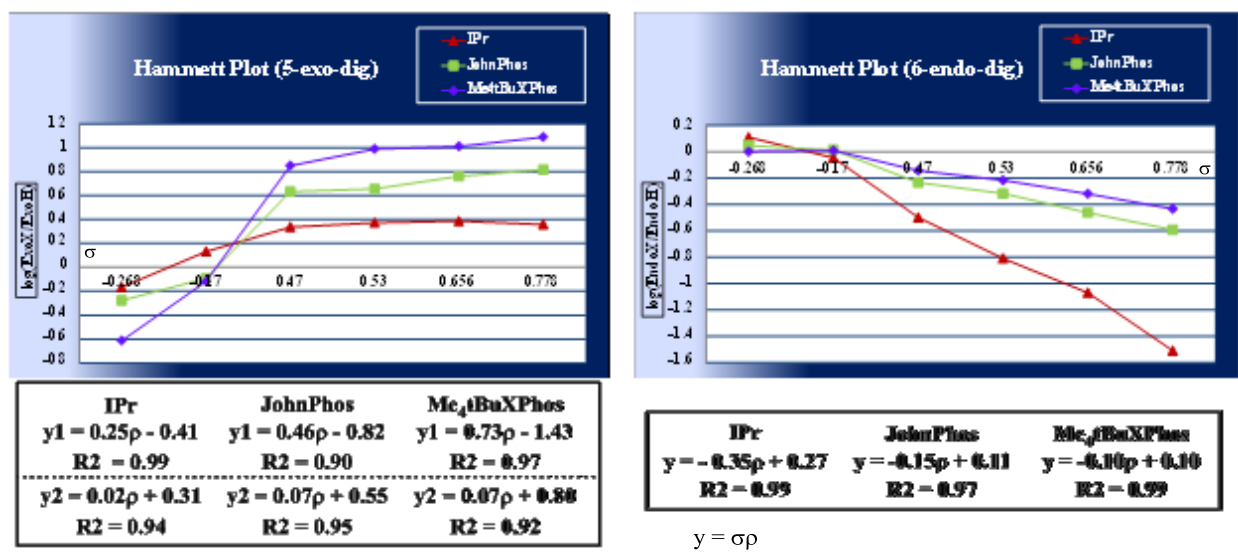 Hammett Plot (5-exo-dig)
IPr
JohnPhos
Me4tBuXPhos
log(ExoX/ExoH)
12
1
0.8
0.6
0.4
0.2
0
-0.2
-0.4
-0.6
-0.8
σ
-0.268
-0.17
0.47
0.53
0.656
0.778
IPr JohnPhos Me₄tBuXPhos
y1 = 0.25ρ - 0.41 y1 = 0.46ρ - 0.82 y1 = 0.73ρ - 1.43
R2 = 0.99 R2 = 0.90 R2 = 0.97
y2 = 0.02ρ + 0.31 y2 = 0.07ρ + 0.55 y2 = 0.07ρ + 0.80
R2 = 0.94 R2 = 0.95 R2 = 0.92
Hammett Plot (6-endo-dig)
IPr
JohnPhos
Me4tBuXPhos
log(EndoX/EndoH)
0.2
0
-0.2
-0.4
-0.6
-0.8
-1
-1.2
-1.4
-1.6
-0.268
-0.17
0.47
0.53
0.656
0.778
σ
IPr JohnPhos Me₄tBuXPhos
y = - 0.35ρ + 0.27 y = -0.15ρ + 0.11 y = -0.10ρ + 0.10
R2 = 0.99 R2 = 0.97 R2 = 0.99
y = σρ